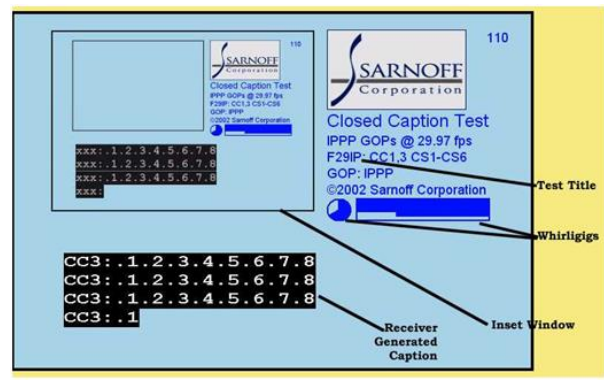 110
SARNOFF
Corporation
Closed Caption Test
IPPP GOPs @ 29.97 fps
F29IP: CC1,3 CS1-CS6
GOP: IPPP
©2002 Sarnoff Corporation
xxx:.1.2.3.4.5.6.7.8
xxx:.1.2.3.4.5.6.7.8
xxx:.1.2.3.4.5.6.7.8
xxx:
110
SARNOFF
Corporation
Closed Caption Test
IPPP GOPs @ 29.97 fps
F29IP: CC1,3 CS1-CS6
GOP: IPPP
©2002 Sarnoff Corporation
Test Title
Whirligigs
CC3:.1.2.3.4.5.6.7.8
CC3:.1.2.3.4.5.6.7.8
CC3:.1.2.3.4.5.6.7.8
CC3:.1
Inset Window
Receiver
Generated
Caption